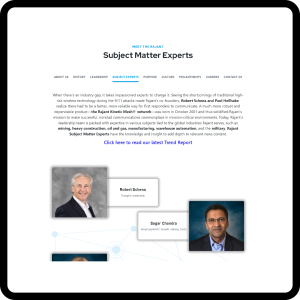 MEET THE RAJANT
Subject Matter Experts
ABOUT US HISTORY LEADERSHIP SUBJECT EXPERTS PURPOSE CULTURE PHILANTHROPY CAREERS CONTACT US
When there's an industry gap, it takes impassioned experts to change it. Seeing the shortcomings of traditional high-
risk wireless technology during the 9/11 attacks made Rajant's co-founders, Robert Schena and Paul Hellhake
realize there had to be a better, more reliable way for first responders to communicate. A much more robust and
dependable product – the Rajant Kinetic Mesh® network – was born in October 2001 and thus solidified Rajant's
mission to make successful, nonstop communications commonplace in mission-critical environments. Today, Rajant's
leadership team is packed with expertise in various subjects tied to the global industries Rajant serves, such as
mining, heavy construction, oil and gas, manufacturing, warehouse automation, and the military. Rajant
Subject Matter Experts have the knowledge and insight to add depth to relevant news content.
Click here to read our latest Trend Report
Robert Schena
Sagar Chandra